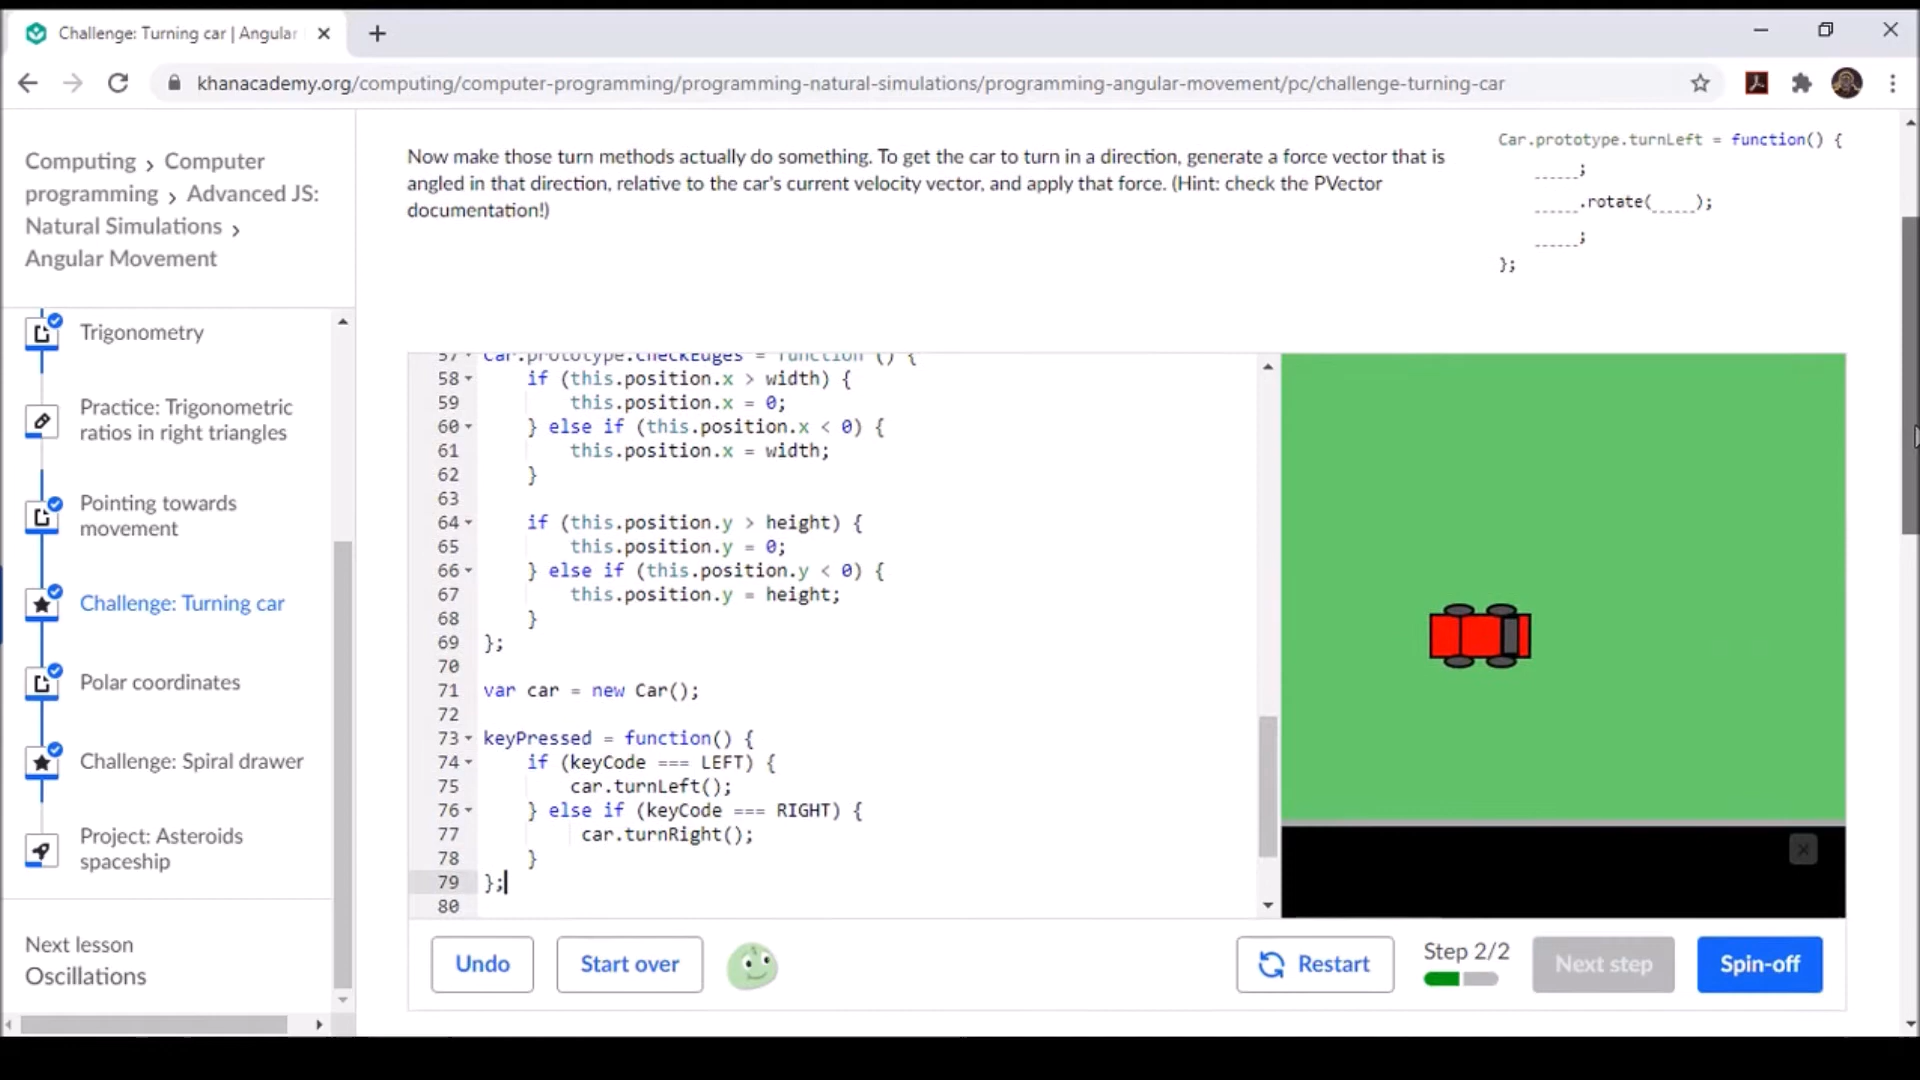 Challenge: Turning car | Angular
khanacademy.org/computing/computer-programming/programming-natural-simulations/programming-angular-movement/pc/challenge-turning-car
Computing > Computer
programming > Advanced JS:
Natural Simulations >
Angular Movement
Trigonometry
Practice: Trigonometric
ratios in right triangles
Pointing towards
movement
Challenge: Turning car
Polar coordinates
Challenge: Spiral drawer
Project: Asteroids
spaceship
Next lesson
Oscillations
Now make those turn methods actually do something. To get the car to turn in a direction, generate a force vector that is
angled in that direction, relative to the car's current velocity vector, and apply that force. (Hint: check the PVector
documentation!)
Car.prototype.turnLeft = function() {
______;
______.rotate(______);
______;
};
57 Car.prototype.checkEdges = function () {
58 if (this.position.x > width) {
59 this.position.x = 0;
60 } else if (this.position.x < 0) {
61 this.position.x = width;
62 }
63
64 if (this.position.y > height) {
65 this.position.y = 0;
66 } else if (this.position.y < 0) {
67 this.position.y = height;
68 }
69 };
70
71 var car = new Car();
72
73 keyPressed = function() {
74 if (keyCode === LEFT) {
75 car.turnLeft();
76 } else if (keyCode === RIGHT) {
77 car.turnRight();
78 }
79 };
80
Undo
Start over
Restart
Step 2/2
Next step
Spin-off